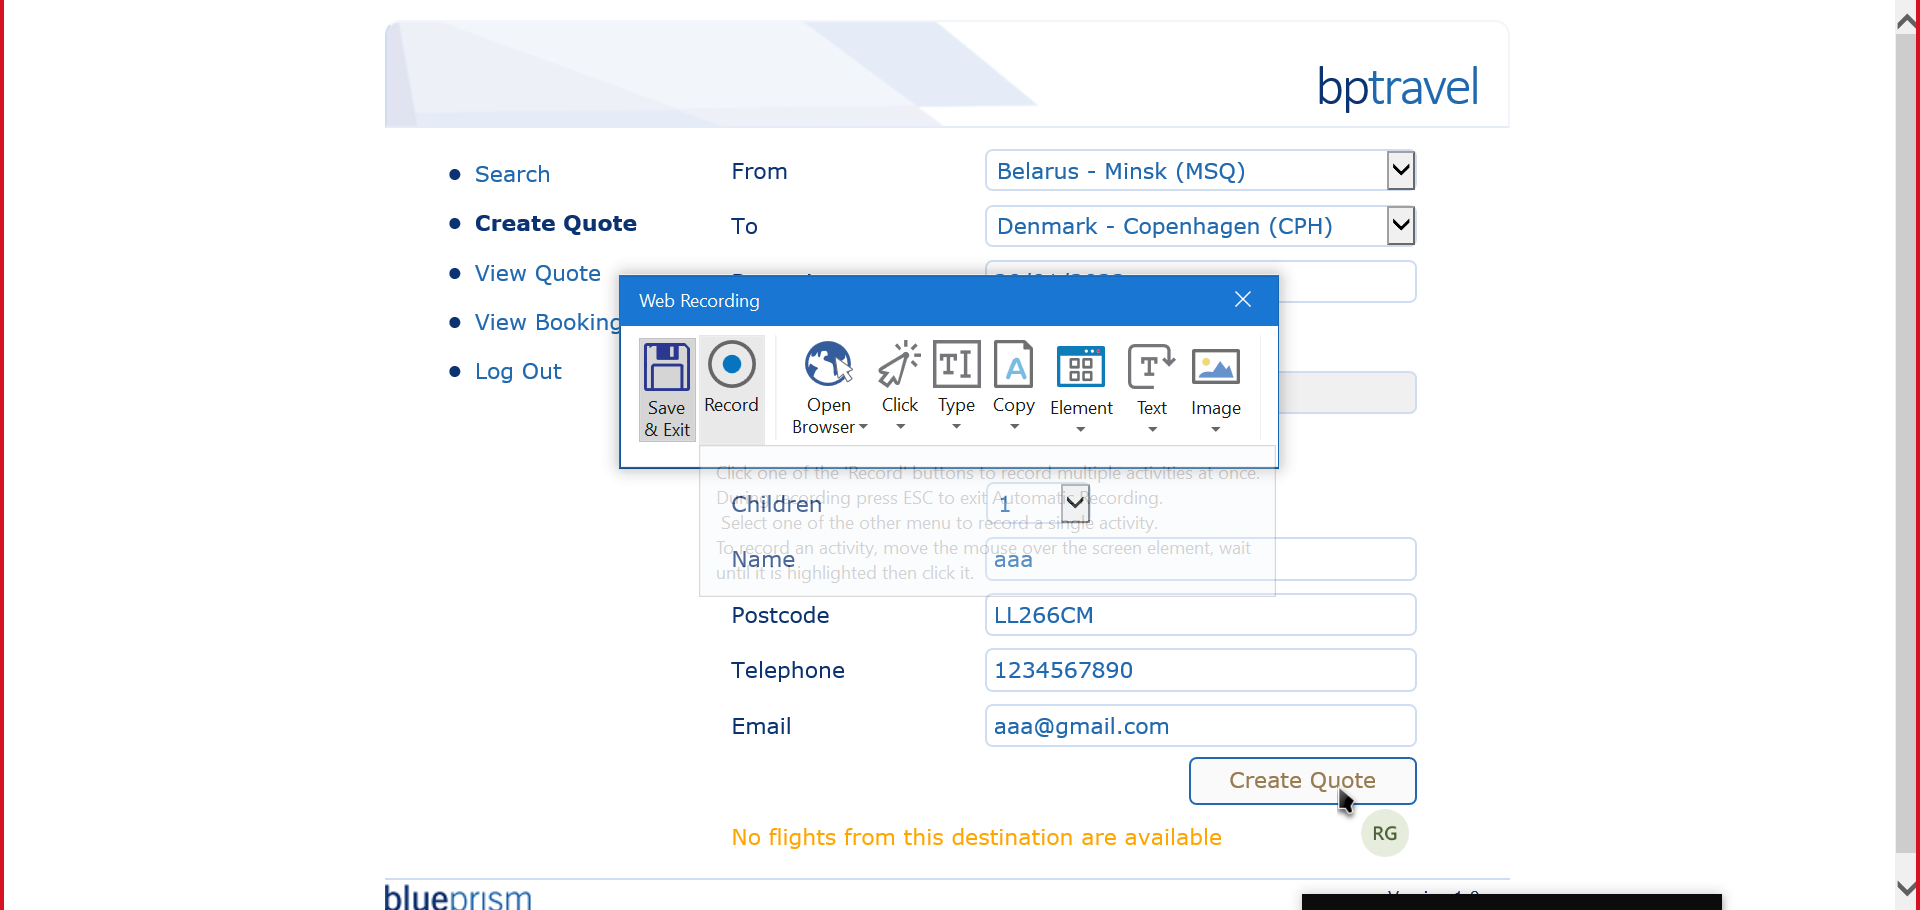 bptravel
Search
Create Quote
View Quote
View Booking
Log Out
From
Belarus - Minsk (MSQ)
To
Denmark - Copenhagen (CPH)
Web Recording
Save & Exit
Record
Open Browser
Click
Type
Copy
Element
Text
Image
Click one of the 'Record' buttons to record multiple activities at once.
During recording press ESC to exit Automatic Recording.
Select one of the other menu to record a single activity.
To record an activity, move the mouse over the screen element, wait
until it is highlighted then click it.
Children
1
Name
aaa
Postcode
LL266CM
Telephone
1234567890
Email
aaa@gmail.com
Create Quote
RG
No flights from this destination are available
blueprism